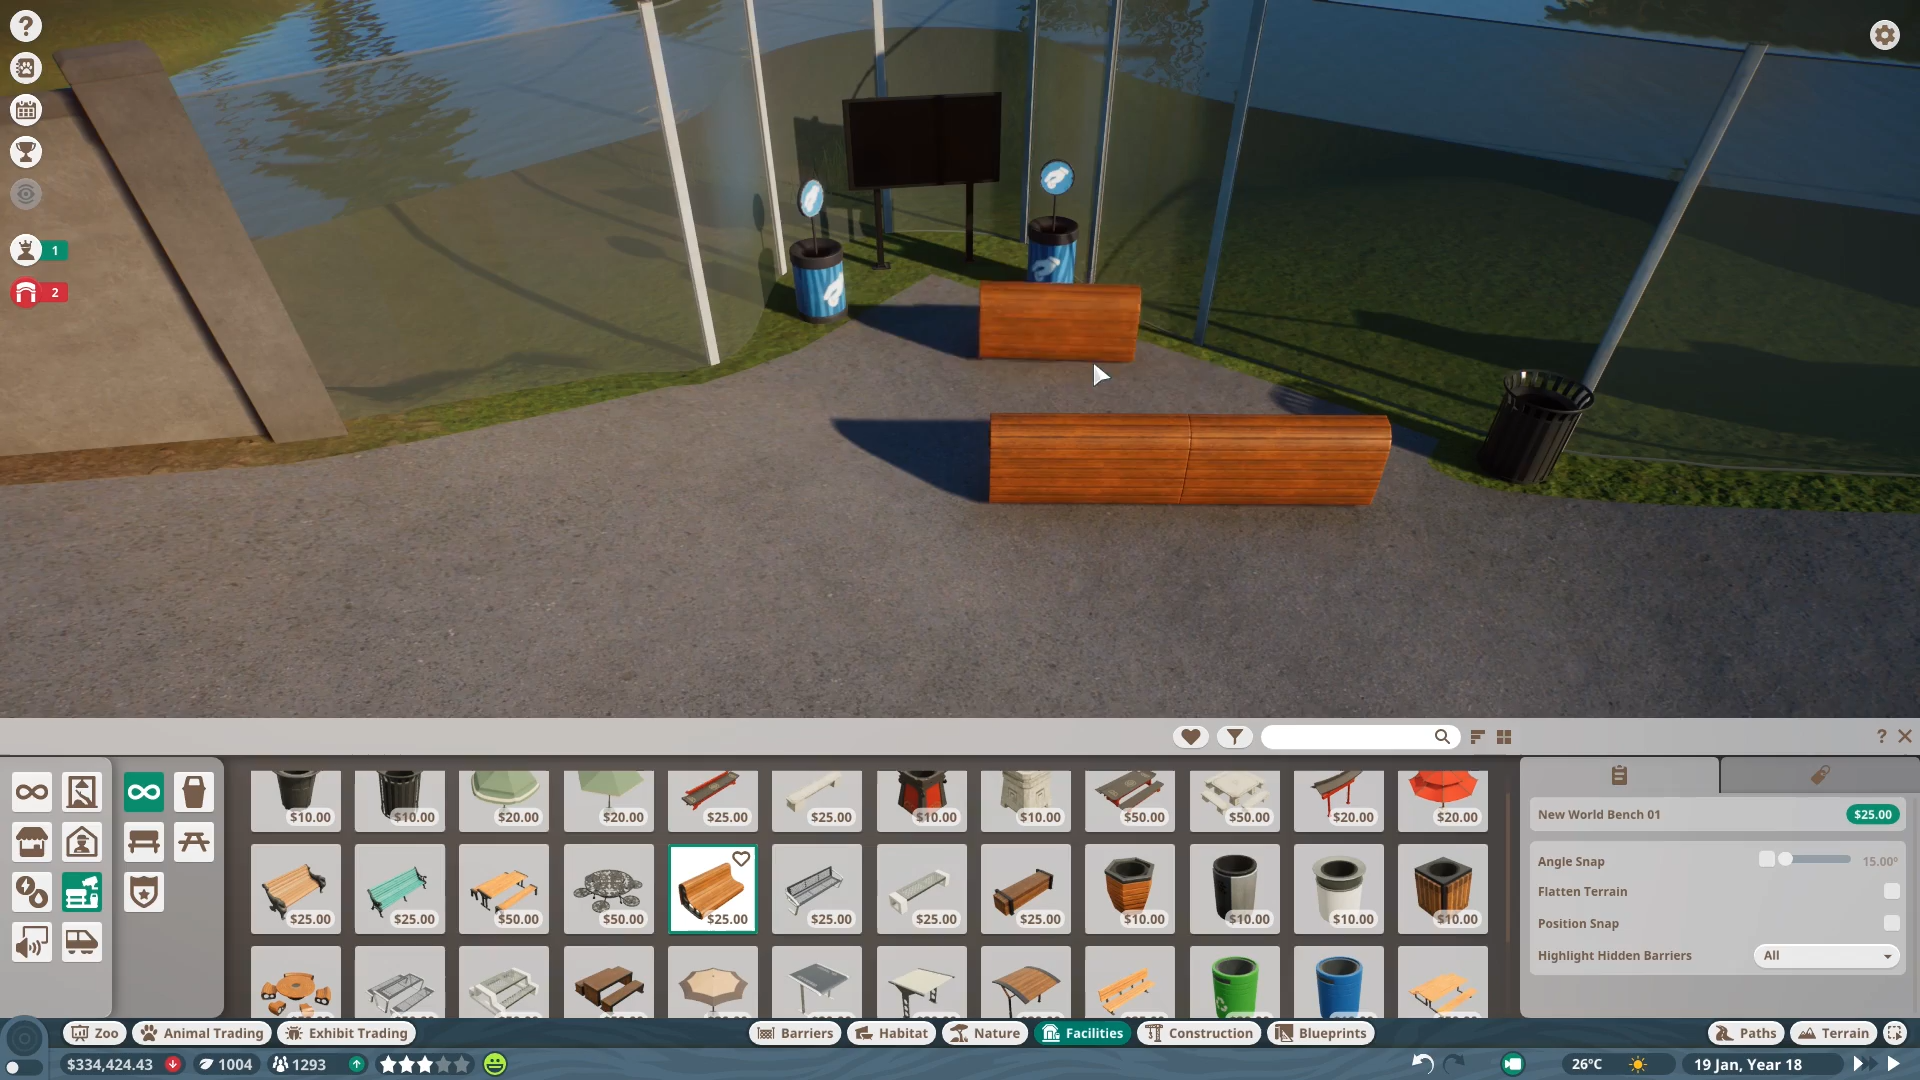 ?
1
2
? 
$10.00 $10.00 $20.00 $20.00 $25.00 $25.00 $10.00 $10.00 $50.00 $50.00 $20.00 $20.00
$25.00 $25.00 $50.00 $50.00 $25.00 $25.00 $25.00 $25.00 $10.00 $10.00 $10.00 $10.00
New World Bench 01 $25.00
Angle Snap 15.00°
Flatten Terrain
Position Snap
Highlight Hidden Barriers All
Zoo Animal Trading Exhibit Trading Barriers Habitat Nature Facilities Construction Blueprints Paths Terrain
$334,424.43 1004 1293 26°C 19 Jan, Year 18